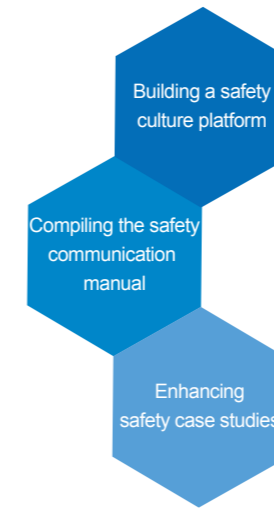 Building a safety
culture platform
Compiling the safety
communication
manual
Enhancing
safety case studies